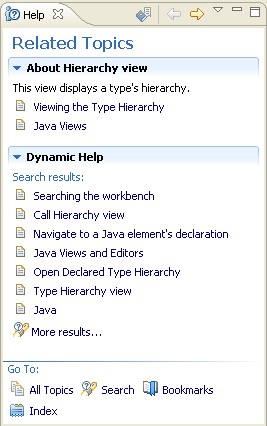 Help
Related Topics
About Hierarchy view
This view displays a type's hierarchy.
Viewing the Type Hierarchy
Java Views
Dynamic Help
Search results:
Searching the workbench
Call Hierarchy view
Navigate to a Java element's declaration
Java Views and Editors
Open Declared Type Hierarchy
Type Hierarchy view
Java
More results...
Go To:
All Topics Search Bookmarks
Index